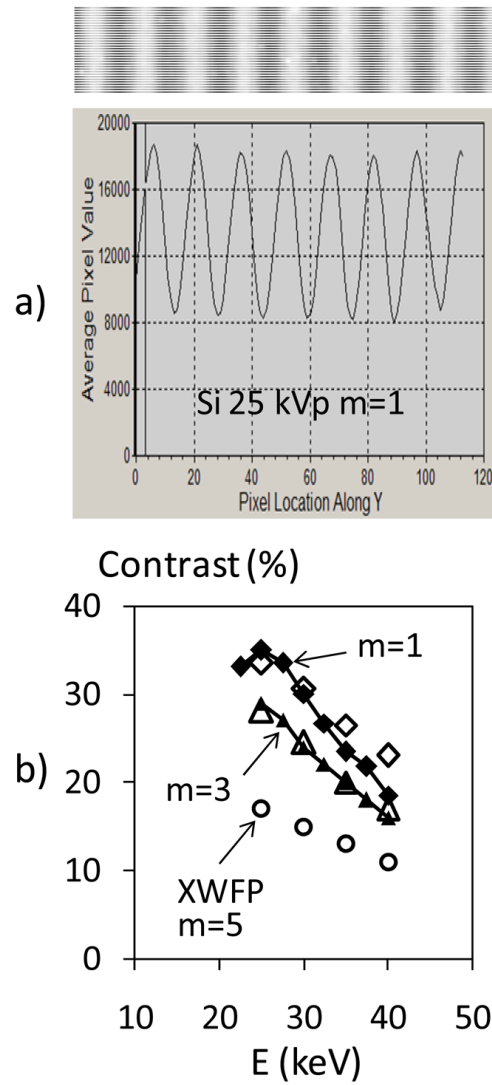 20000
16000
12000
8000
4000
0
0 20 40 60 80 100 120
Average Pixel Value
Si 25 kVp m=1
Pixel Location Along Y
a)
Contrast (%)
40
30
20
10
0
m=1
m=3
XWFP
m=5
b)
10 20 30 40 50
E (keV)